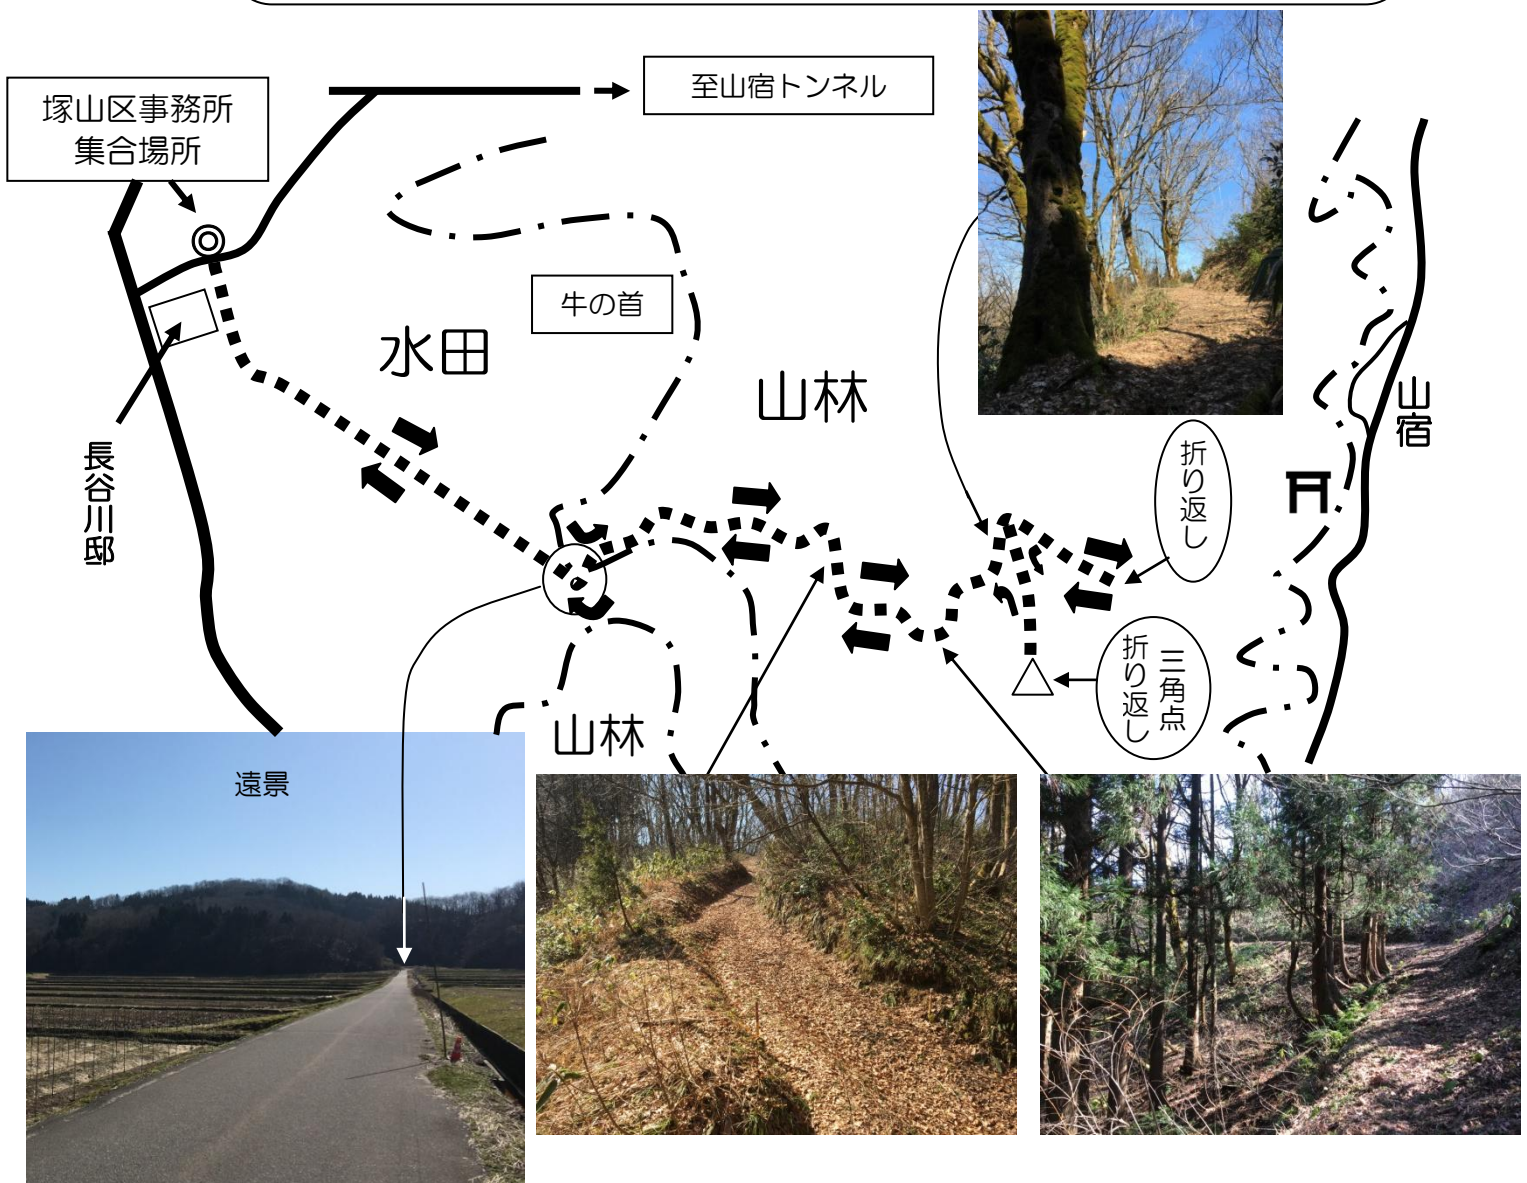 至山宿トンネル
塚山区事務所
集合場所
牛の首
水田
山林
山宿
長谷川邸
折り返し
三角点
折り返し
山林
遠景